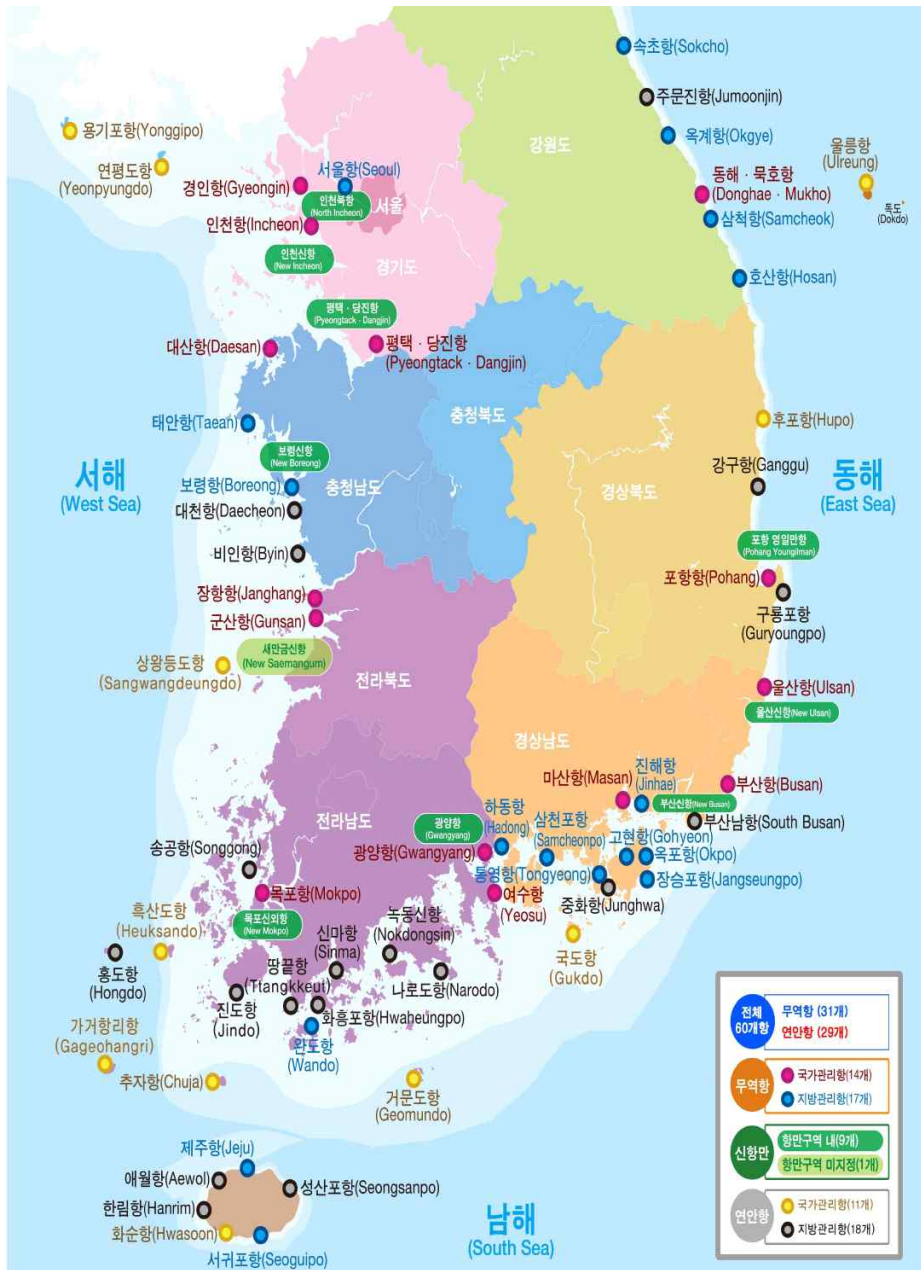 속초항(Sokcho)
주문진항(Jumoonjin)
용기포항(Yonggipo)
옥계항(Okgye)
강원도
연평도항
(Yeonpyungdo)
울릉항
(Ulreung)
서울항(Seoul)
경인항(Gyeongin)
동해 · 묵호항
(Donghae · Mukho)
독도
(Dokdo)
인천북항
(North Incheon)
서울
인천항(Incheon)
삼척항(Samcheok)
인천신항
(New Incheon)
경기도
호산항(Hosan)
평택 · 당진항
(Pyeongtack · Dangjin)
대산항(Daesan)
평택 · 당진항
(Pyeongtack · Dangjin)
태안항(Taean)
충청북도
후포항(Hupo)
보령신항
(New Boreong)
강구항(Ganggu)
서해
(West Sea)
동해
(East Sea)
보령항(Boreong)
충청남도
경상북도
대천항(Daecheon)
비인항(Byin)
포항 영일만항
(Pohang Youngilman)
포항항(Pohang)
장항항(Janghang)
군산항(Gunsan)
구룡포항
(Guryoungpo)
새만금신항
(New Saemangum)
상왕등도항
(Sangwangdeungdo)
전라북도
울산항(Ulsan)
울산신항(New Ulsan)
경상남도
마산항(Masan)
진해항
(Jinhae)
부산항(Busan)
부산신항(New Busan)
부산남항(South Busan)
하동항
(Hadong)
삼천포항
(Samcheonpo)
전라남도
광양항
(Gwangyang)
고현항(Gohyeon)
송공항(Songgong)
광양항(Gwangyang)
옥포항(Okpo)
통영항(Tongyeong)
장승포항(Jangseungpo)
목포항(Mokpo)
여수항
(Yeosu)
중화항(Junghwa)
목포신외항
(New Mokpo)
흑산도항
(Heuksando)
신마항
(Sinma)
녹동신항
(Nokdongsin)
국도항
(Gukdo)
홍도항
(Hongdo)
땅끝항
(Ttangkkeut)
나로도항(Narodo)
진도항
(Jindo)
화흥포항(Hwaheungpo)
가거항리항
(Gageohangri)
완도항
(Wando)
추자항(Chuja)
거문도항
(Geomundo)
제주항(Jeju)
애월항(Aewol)
성산포항(Seongsanpo)
한림항(Hanrim)
화순항(Hwasoon)
서귀포항(Seoguipo)
남해
(South Sea)
전체
60개항
무역항 (31개)
연안항 (29개)
무역항
국가관리항(14개)
지방관리항(17개)
신항만
항만구역 내(9개)
항만구역 미지정(1개)
연안항
국가관리항(11개)
지방관리항(18개)